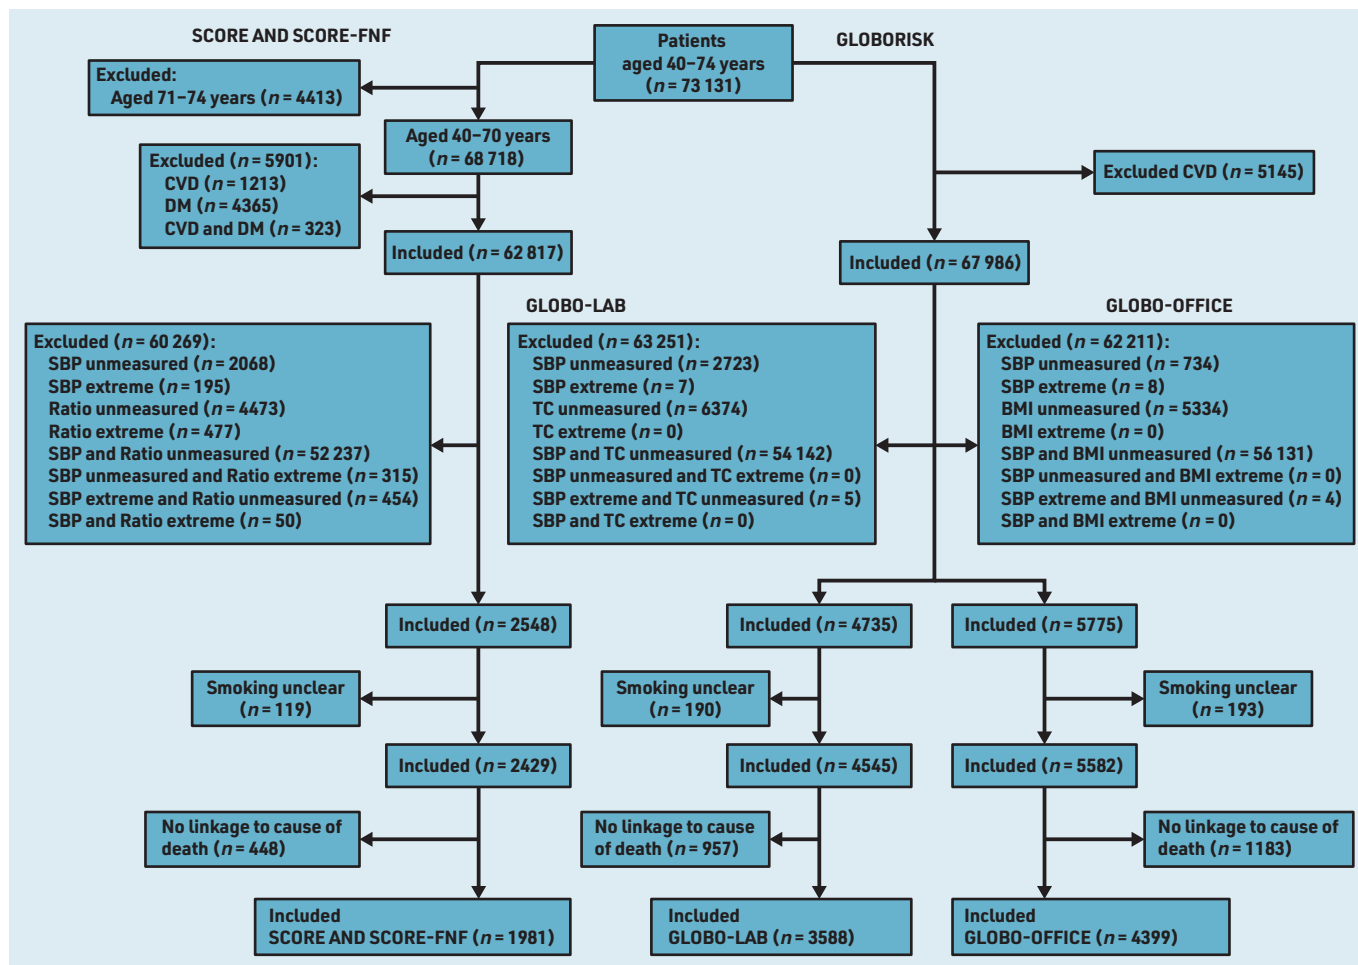 SCORE AND SCORE-FNF
Patients
aged 40–74 years
(n = 73 131)
GLOBORISK
Excluded:
Aged 71–74 years (n = 4413)
Aged 40–70 years
(n = 68 718)
Excluded (n = 5901):
CVD (n = 1213)
DM (n = 4365)
CVD and DM (n = 323)
Excluded CVD (n = 5145)
Included (n = 62 817)
Included (n = 67 986)
GLOBO-LAB
GLOBO-OFFICE
Excluded (n = 60 269):
SBP unmeasured (n = 2068)
SBP extreme (n = 195)
Ratio unmeasured (n = 4473)
Ratio extreme (n = 477)
SBP and Ratio unmeasured (n = 52 237)
SBP unmeasured and Ratio extreme (n = 315)
SBP extreme and Ratio unmeasured (n = 454)
SBP and Ratio extreme (n = 50)
Excluded (n = 63 251):
SBP unmeasured (n = 2723)
SBP extreme (n = 7)
TC unmeasured (n = 6374)
TC extreme (n = 0)
SBP and TC unmeasured (n = 54 142)
SBP unmeasured and TC extreme (n = 0)
SBP extreme and TC unmeasured (n = 5)
SBP and TC extreme (n = 0)
Excluded (n = 62 211):
SBP unmeasured (n = 734)
SBP extreme (n = 8)
BMI unmeasured (n = 5334)
BMI extreme (n = 0)
SBP and BMI unmeasured (n = 56 131)
SBP unmeasured and BMI extreme (n = 0)
SBP extreme and BMI unmeasured (n = 4)
SBP and BMI extreme (n = 0)
Included (n = 2548)
Included (n = 4735)
Included (n = 5775)
Smoking unclear
(n = 119)
Smoking unclear
(n = 190)
Smoking unclear
(n = 193)
Included (n = 2429)
Included (n = 4545)
Included (n = 5582)
No linkage to cause of
death (n = 448)
No linkage to cause
of death (n = 957)
No linkage to cause of
death (n = 1183)
Included
SCORE AND SCORE-FNF (n = 1981)
Included
GLOBO-LAB (n = 3588)
Included
GLOBO-OFFICE (n = 4399)